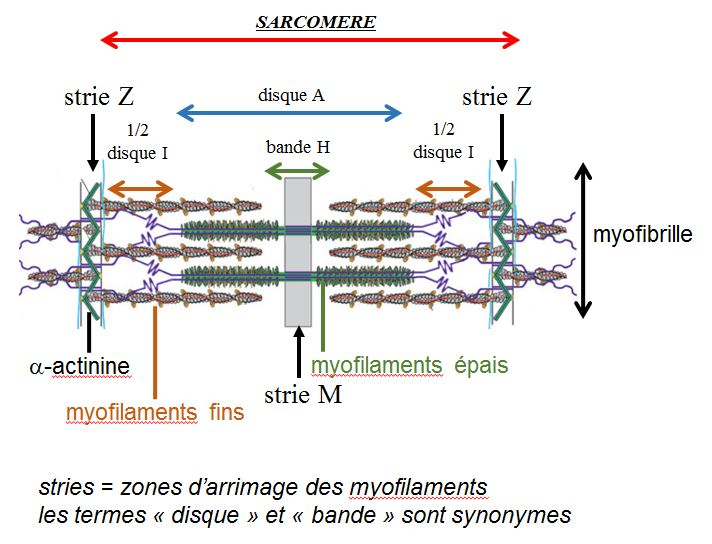 SARCOMERE
strie Z
disque A
strie Z
1/2
disque I
bande H
1/2
disque I
myofibrille
α-actinine
myofilaments épais
strie M
myofilaments fins
stries = zones d’arrimage des myofilaments
les termes « disque » et « bande » sont synonymes